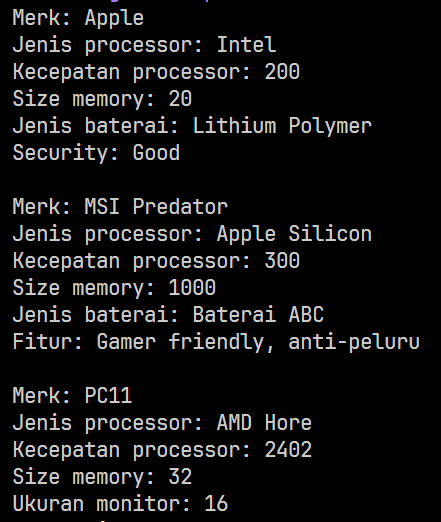 Merk: Apple
Jenis processor: Intel
Kecepatan processor: 200
Size memory: 20
Jenis baterai: Lithium Polymer
Security: Good
Merk: MSI Predator
Jenis processor: Apple Silicon
Kecepatan processor: 300
Size memory: 1000
Jenis baterai: Baterai ABC
Fitur: Gamer friendly, anti-peluru
Merk: PC11
Jenis processor: AMD Hore
Kecepatan processor: 2402
Size memory: 32
Ukuran monitor: 16